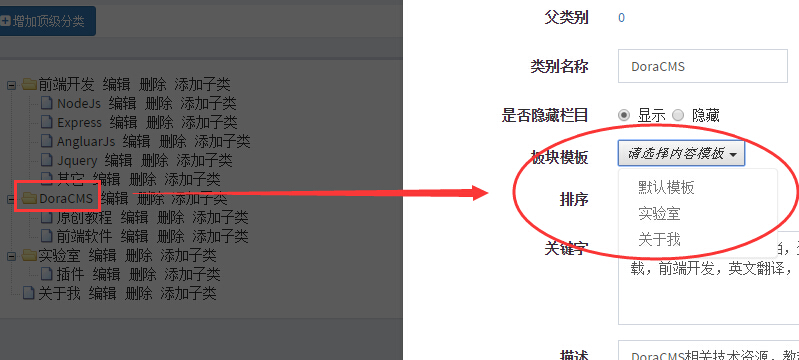 增加顶级分类
前端开发 编辑 删除 添加子类
NodeJs 编辑 删除 添加子类
Express 编辑 删除 添加子类
AngluarJs 编辑 删除 添加子类
Jquery 编辑 删除 添加子类
其它 编辑 删除 添加子类
DoraCMS 编辑 删除 添加子类
原创教程 编辑 删除 添加子类
前端软件 编辑 删除 添加子类
实验室 编辑 删除 添加子类
插件 编辑 删除 添加子类
关于我 编辑 删除 添加子类
父类别 0
类别名称 DoraCMS
是否隐藏栏目 显示 隐藏
板块模板 请选择内容模板
默认模板
排序 实验室
关于我
关键字
载，前端开发，英文翻译，
描述 DoraCMS相关技术资源，教